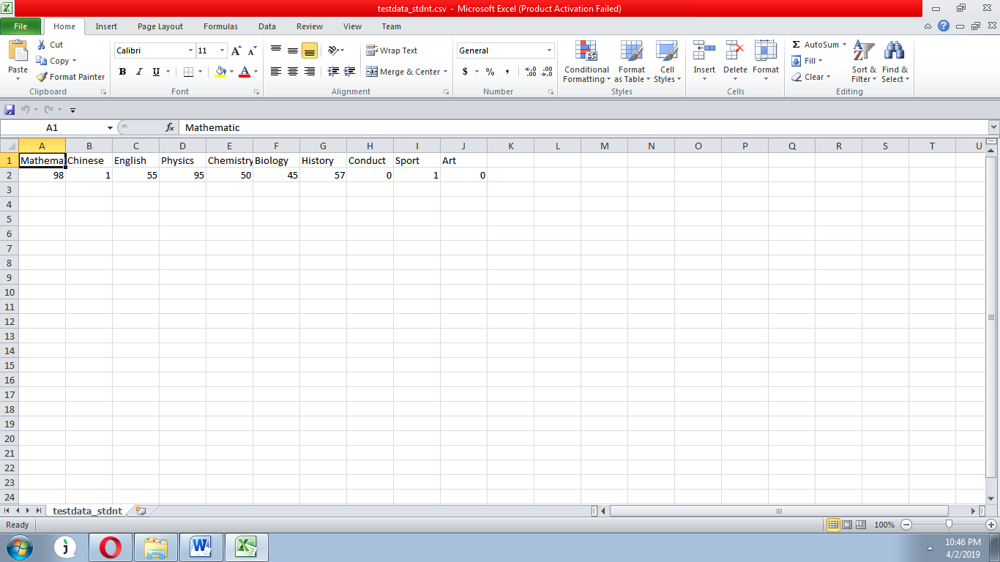 testdata_stdnt.csv - Microsoft Excel (Product Activation Failed)
File Home Insert Page Layout Formulas Data Review View Team
Paste Cut Copy Format Painter Clipboard
Calibri 11 B I U A A A Font
Wrap Text Merge & Center Alignment
General $ % , .00 .0 Number
Conditional Formatting Format as Table Cell Styles Styles
Insert Delete Format Cells
Σ AutoSum Fill Clear Sort & Filter Find & Select Editing
A1 fx Mathematic
A B C D E F G H I J K L M N O P Q R S T U
1 Mathema Chinese English Physics Chemistry Biology History Conduct Sport Art
2 98 1 55 95 50 45 57 0 1 0
3
4
5
6
7
8
9
10
11
12
13
14
15
16
17
18
19
20
21
22
23
24
testdata_stdnt
Ready 100%
10:46 PM
4/2/2019